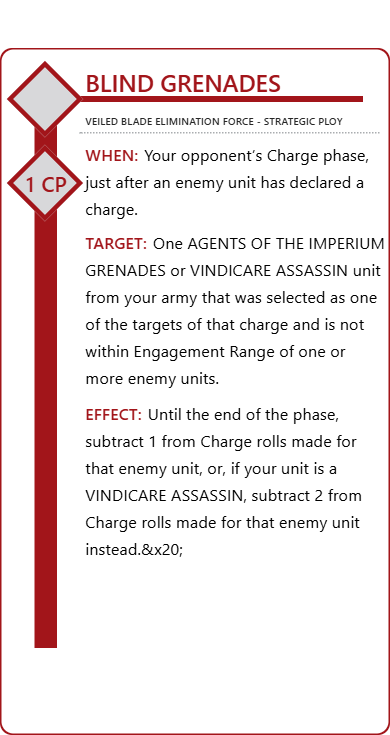 BLIND GRENADES
VEILED BLADE ELIMINATION FORCE - STRATEGIC PLOY
1 CP
WHEN: Your opponent’s Charge phase,
just after an enemy unit has declared a
charge.
TARGET: One AGENTS OF THE IMPERIUM
GRENADES or VINDICARE ASSASSIN unit
from your army that was selected as one
of the targets of that charge and is not
within Engagement Range of one or
more enemy units.
EFFECT: Until the end of the phase,
subtract 1 from Charge rolls made for
that enemy unit, or, if your unit is a
VINDICARE ASSASSIN, subtract 2 from
Charge rolls made for that enemy unit
instead.&x20;